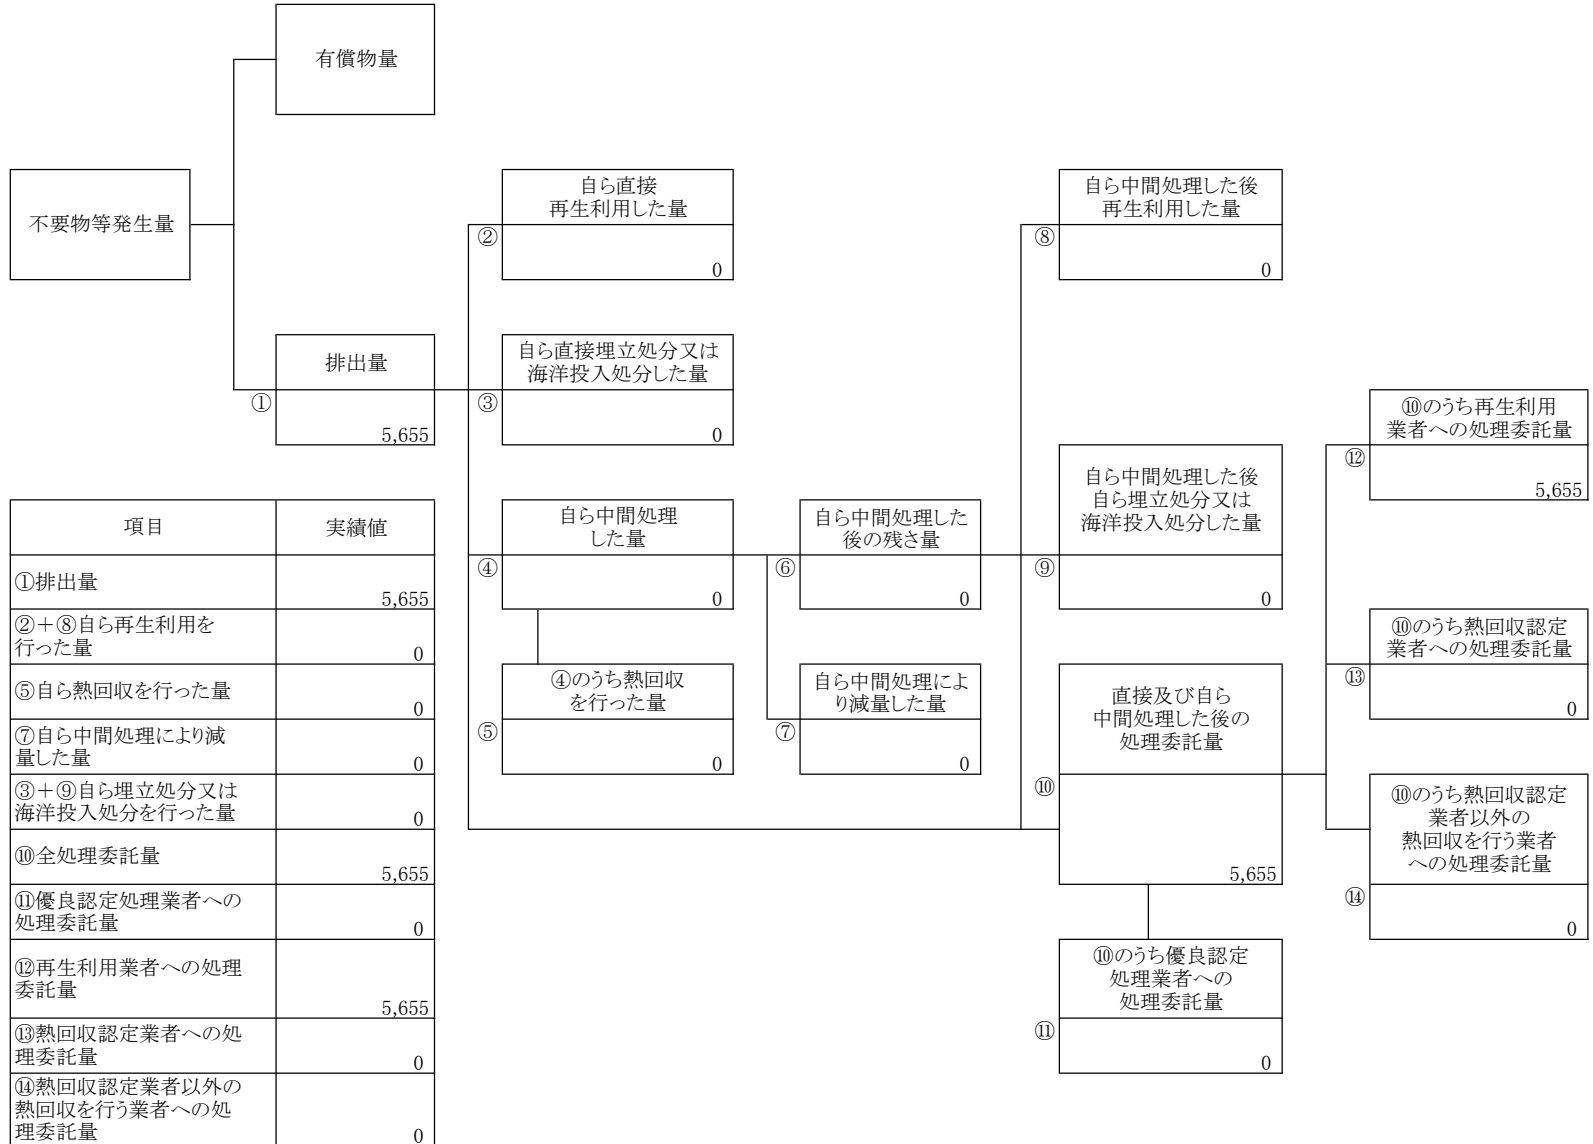 有償物量
不要物等発生量
自ら直接
再生利用した量
②
0
自ら中間処理した後
再生利用した量
⑧
0
排出量
①
5,655
自ら直接埋立処分又は
海洋投入処分した量
③
0
⑩のうち再生利用
業者への処理委託量
⑫
5,655
項目
実績値
①排出量
5,655
②＋⑧自ら再生利用を
行った量
0
⑤自ら熱回収を行った量
0
⑦自ら中間処理により減
量した量
0
③＋⑨自ら埋立処分又は
海洋投入処分を行った量
0
⑩全処理委託量
5,655
⑪優良認定処理業者への
処理委託量
0
⑫再生利用業者への処理
委託量
5,655
⑬熱回収認定業者への処
理委託量
0
⑭熱回収認定業者以外の
熱回収を行う業者への処
理委託量
0
自ら中間処理
した量
④
0
自ら中間処理した
後の残さ量
⑥
0
自ら中間処理した後
自ら埋立処分又は
海洋投入処分した量
⑨
0
④のうち熱回収
を行った量
⑤
0
自ら中間処理によ
り減量した量
⑦
0
直接及び自ら
中間処理した後の
処理委託量
⑩
5,655
⑩のうち熱回収認定
業者への処理委託量
⑬
0
⑩のうち熱回収認定
業者以外の
熱回収を行う業者
への処理委託量
⑭
0
⑩のうち優良認定
処理業者への
処理委託量
⑪
0